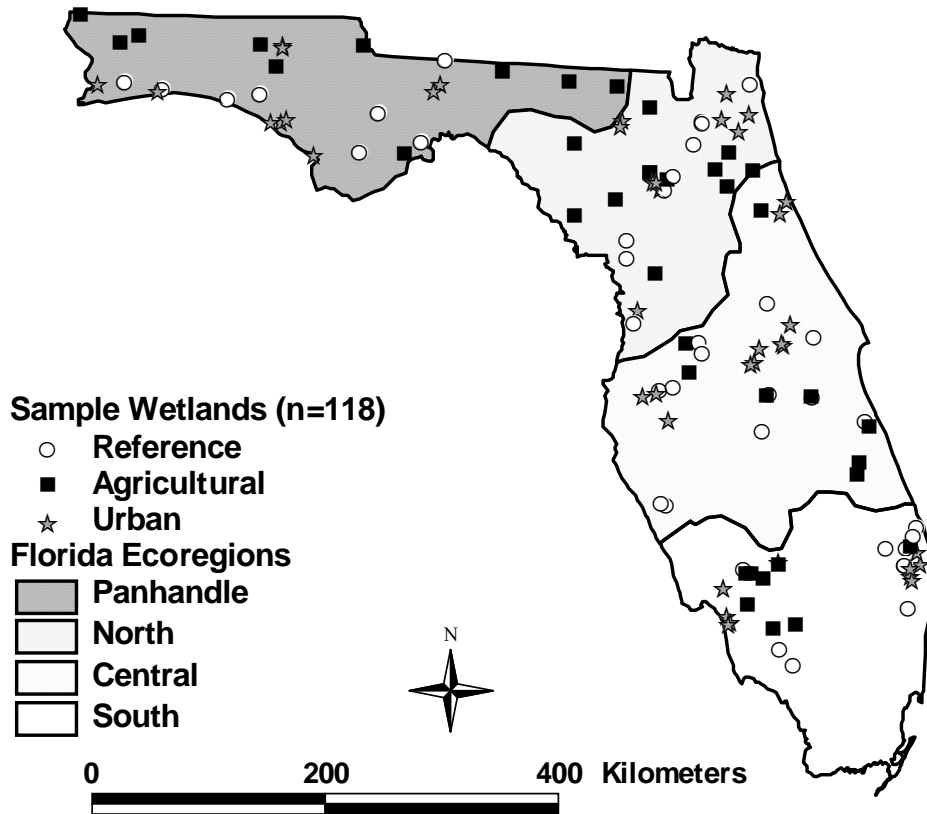 Sample Wetlands (n=118)
Reference
Agricultural
Urban
Florida Ecoregions
Panhandle
North
Central
South
N
0 200 400 Kilometers